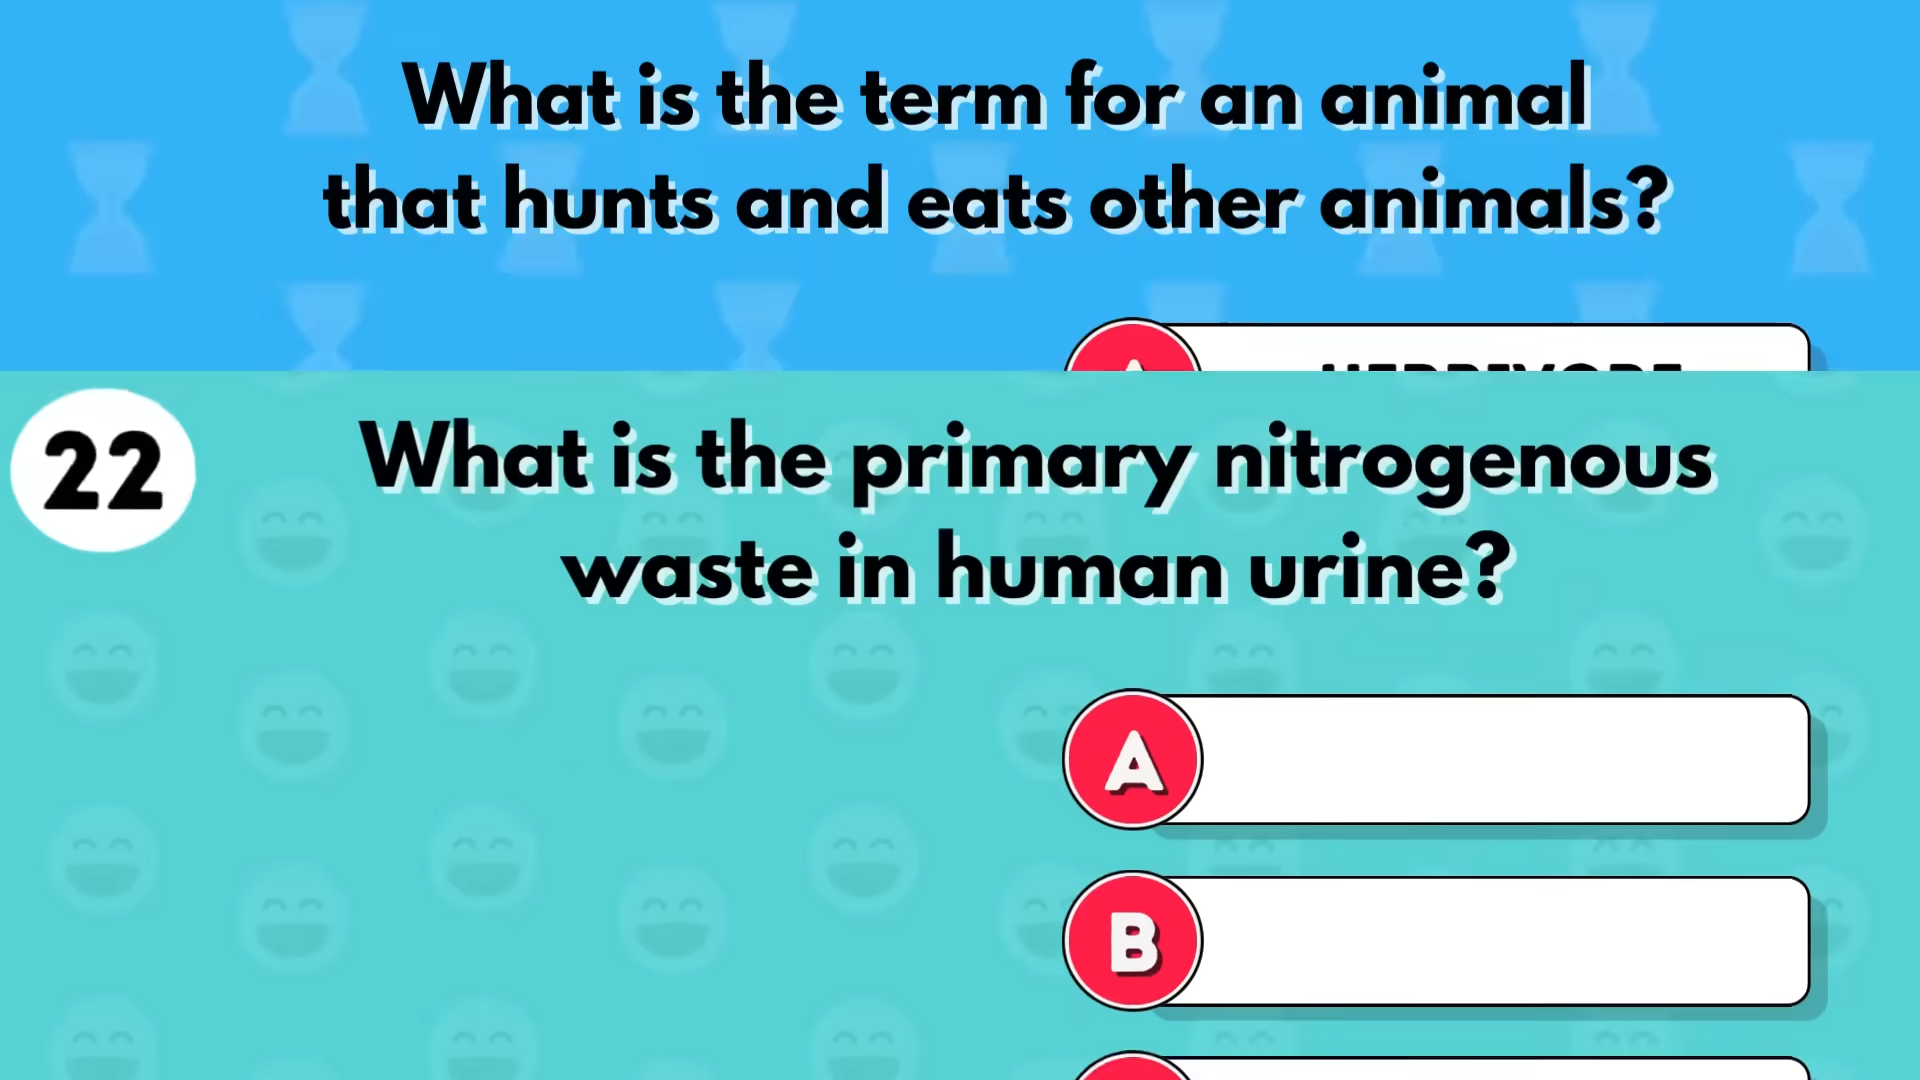 What is the term for an animal
that hunts and eats other animals?
22
What is the primary nitrogenous
waste in human urine?
A
B